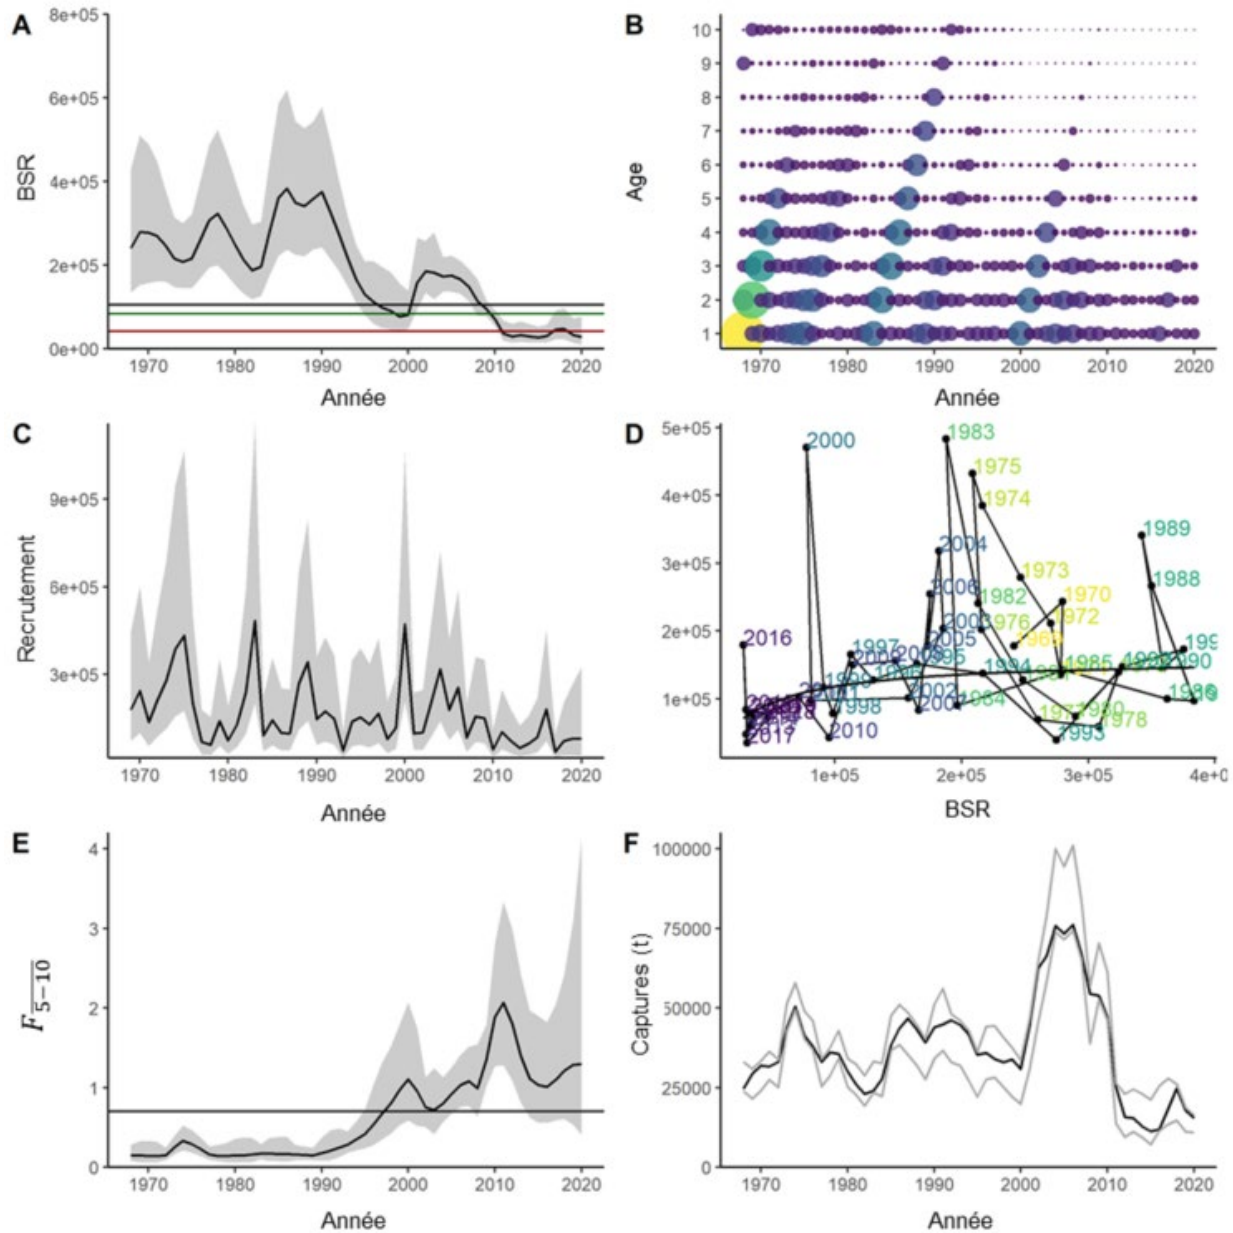 A
8e+05
6e+05
4e+05
2e+05
0e+00
BSR
1970 1980 1990 2000 2010 2020
Année
B
10
9
8
7
6
5
4
3
2
1
Age
1970 1980 1990 2000 2010 2020
Année
C
9e+05
6e+05
3e+05
Recrutement
1970 1980 1990 2000 2010 2020
Année
D
5e+05
4e+05
3e+05
2e+05
1e+05
2000
1983
1975
1974
1989
2004
1973
1988
2006
1982
1970
1972
1976
1969
2016
1997
2005
1994
1985
1998
2010
2002
1984
1980
1978
1993
1986
2017
1e+05 2e+05 3e+05
BSR
E
4
3
2
1
0
F5−10
1970 1980 1990 2000 2010 2020
Année
F
100000
75000
50000
25000
0
Captures (t)
1970 1980 1990 2000 2010 2020
Année